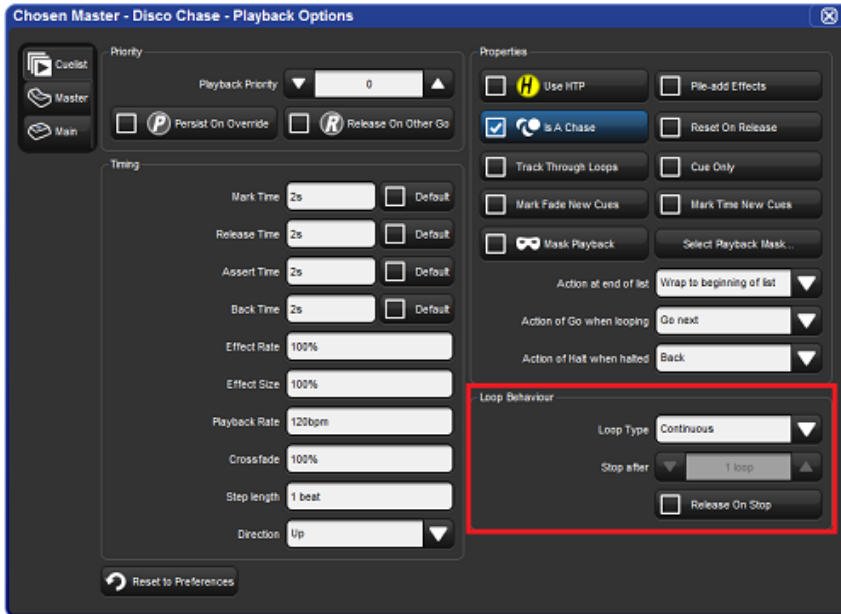 Chosen Master - Disco Chase - Playback Options
Cuelist
Master
Main
Priority
Playback Priority 0
P Persist On Override R Release On Other Go
Timing
Mark Time 2s Default
Release Time 2s Default
Assert Time 2s Default
Back Time 2s Default
Effect Rate 100%
Effect Size 100%
Playback Rate 120bpm
Crossfade 100%
Step length 1 beat
Direction Up
Reset to Preferences
Properties
H Use HTP Pile-add Effects
Is A Chase Reset On Release
Track Through Loops Cue Only
Mark Fade New Cues Mark Time New Cues
Mask Playback Select Playback Mask...
Action at end of list Wrap to beginning of list
Action of Go when looping Go next
Action of Halt when halted Back
Loop Behaviour
Loop Type Continuous
Stop after 1 loop
Release On Stop